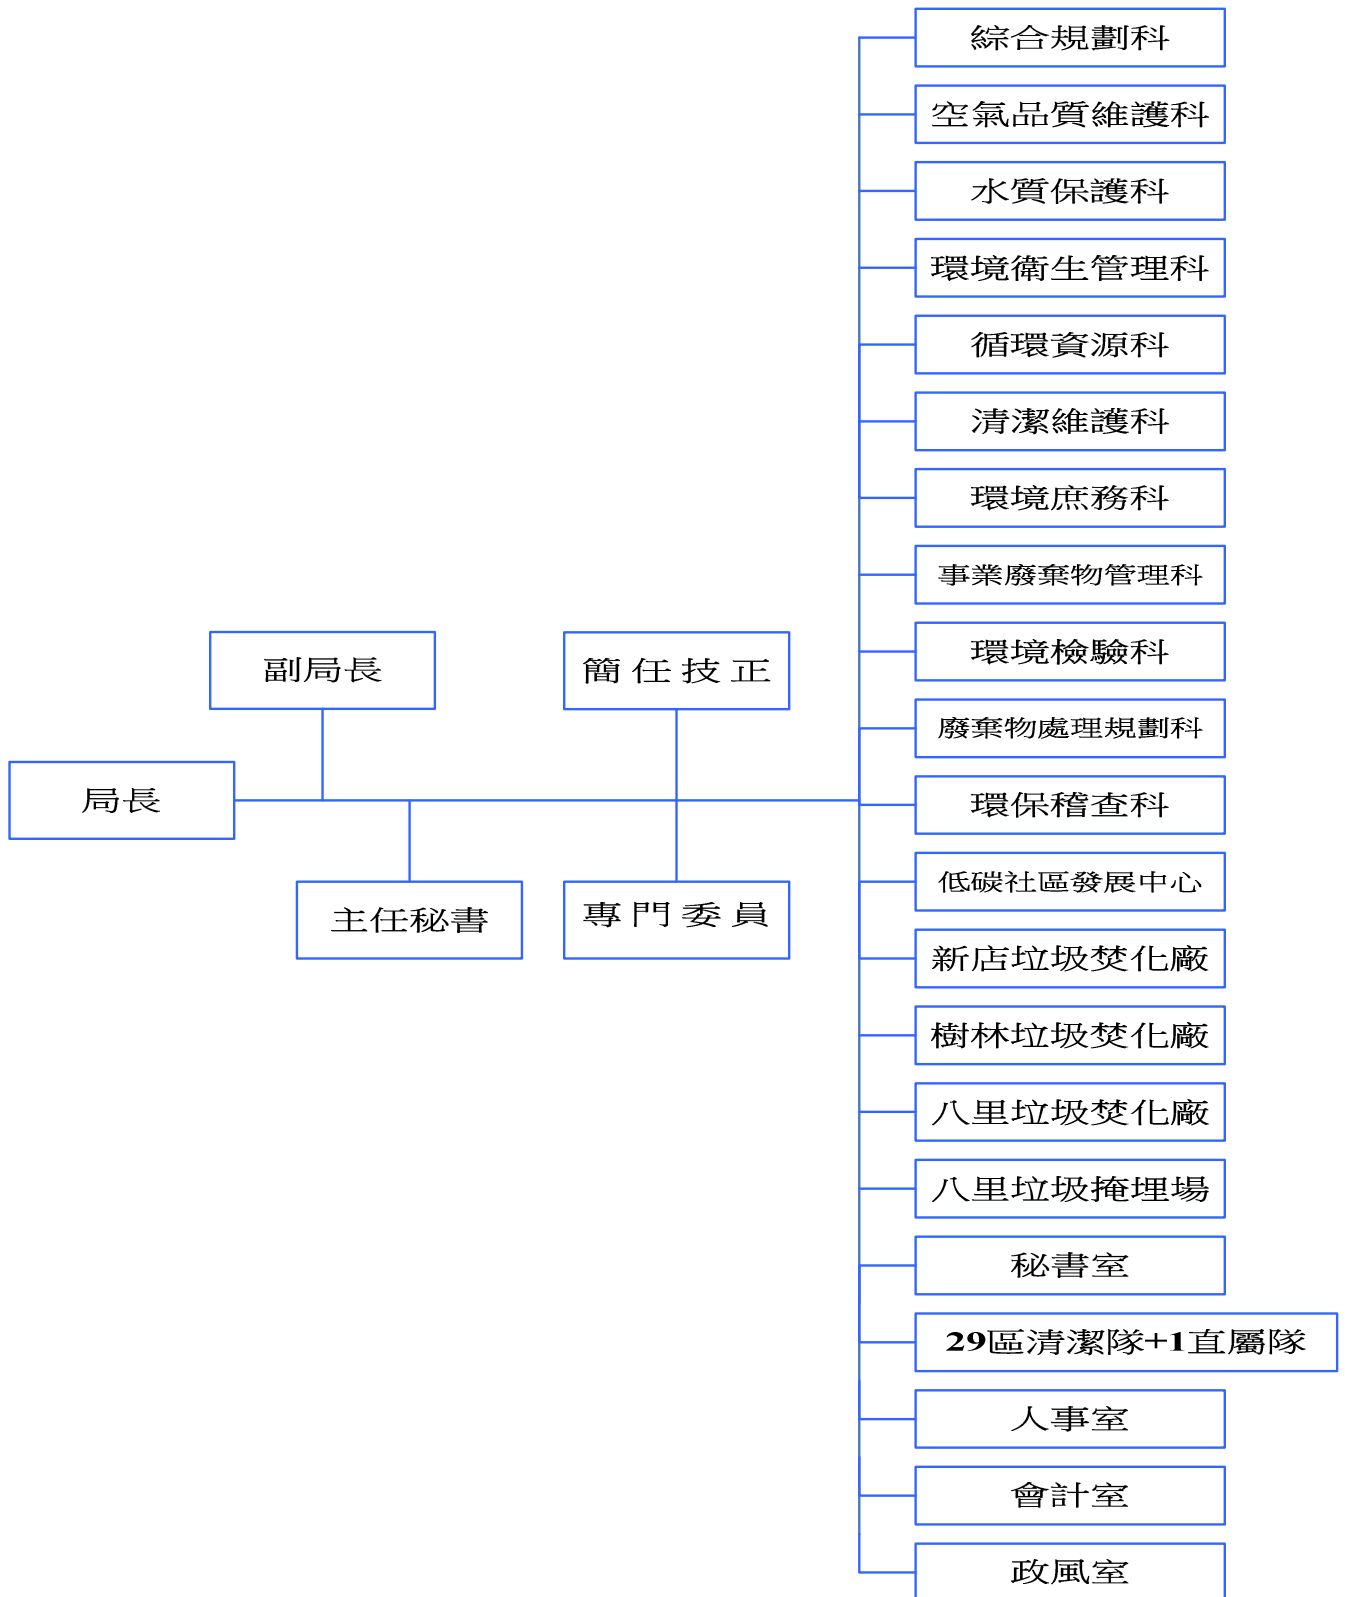 綜合規劃科
空氣品質維護科
水質保護科
環境衛生管理科
循環資源科
清潔維護科
環境庶務科
事業廢棄物管理科
環境檢驗科
廢棄物處理規劃科
環保稽查科
低碳社區發展中心
新店垃圾焚化廠
樹林垃圾焚化廠
八里垃圾焚化廠
八里垃圾掩埋場
秘書室
29區清潔隊+1直屬隊
人事室
會計室
政風室
副局長
簡任技正
局長
主任秘書
專門委員